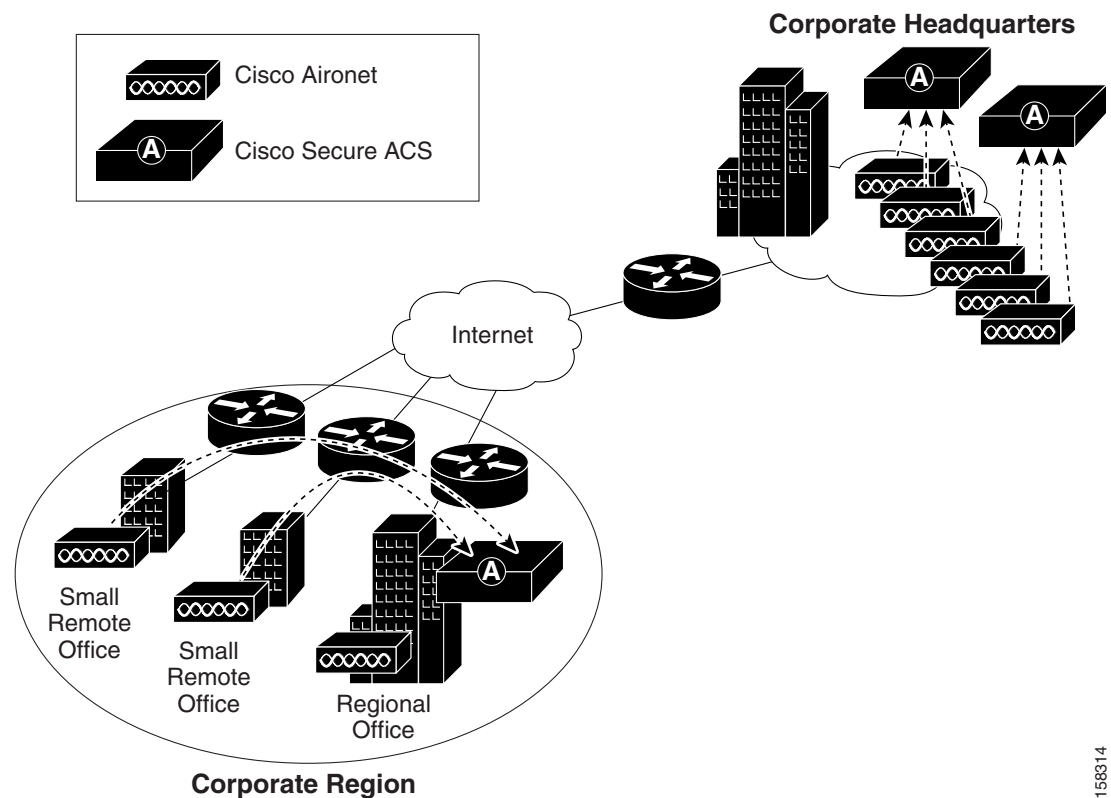 Corporate Headquarters
Cisco Aironet
A
Cisco Secure ACS
A
A
Internet
A
Small
Remote
Office
Small
Remote
Office
Regional
Office
Corporate Region
158314